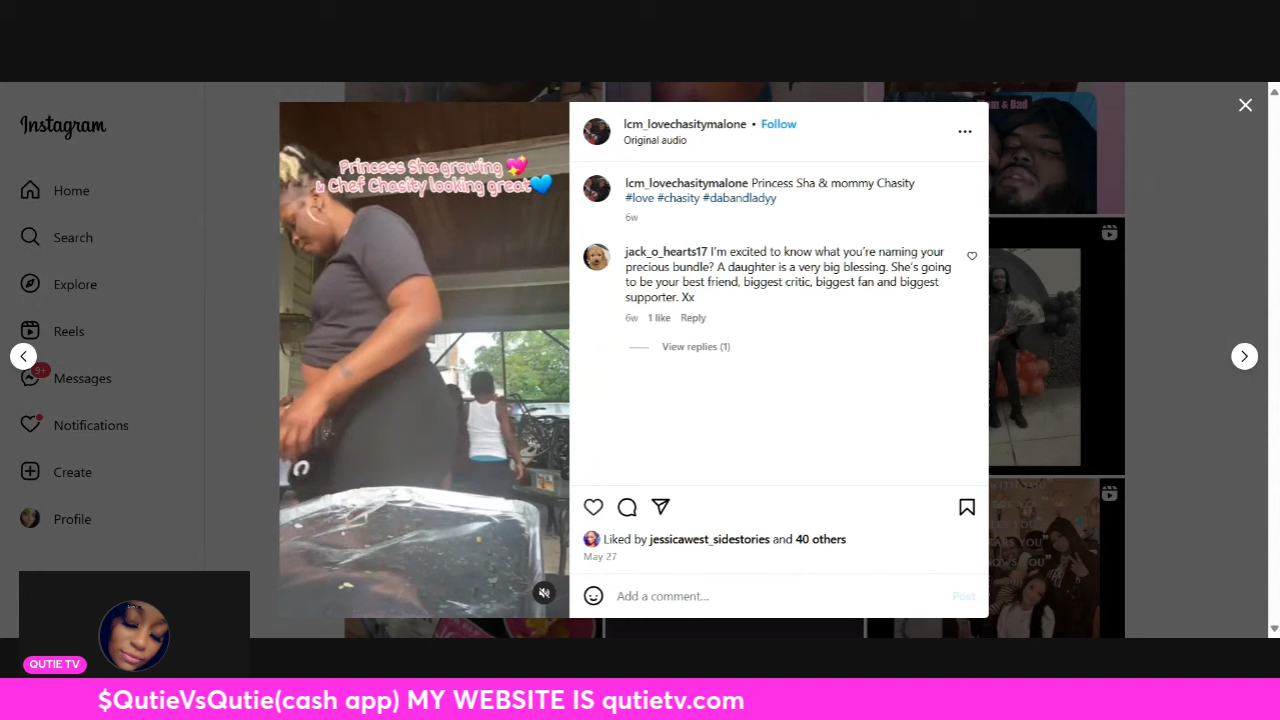 Instagram
Home
Search
Explore
Reels
9+
Messages
Notifications
Create
Profile
Princess Sha growing 💖
& Chef Chasity looking great💙
lcm_lovechasitymalone • Follow
Original audio
lcm_lovechasitymalone Princess Sha & mommy Chasity
#love #chasity #dabandladyy
6w
jack_o_hearts17 I'm excited to know what you're naming your
precious bundle? A daughter is a very big blessing. She's going
to be your best friend, biggest critic, biggest fan and biggest
supporter. Xx
6w 1 like Reply
View replies (1)
Liked by jessicawest_sidestories and 40 others
May 27
Add a comment...
Post
& Dad
QUTIE TV
$QutieVsQutie(cash app) MY WEBSITE IS qutietv.com